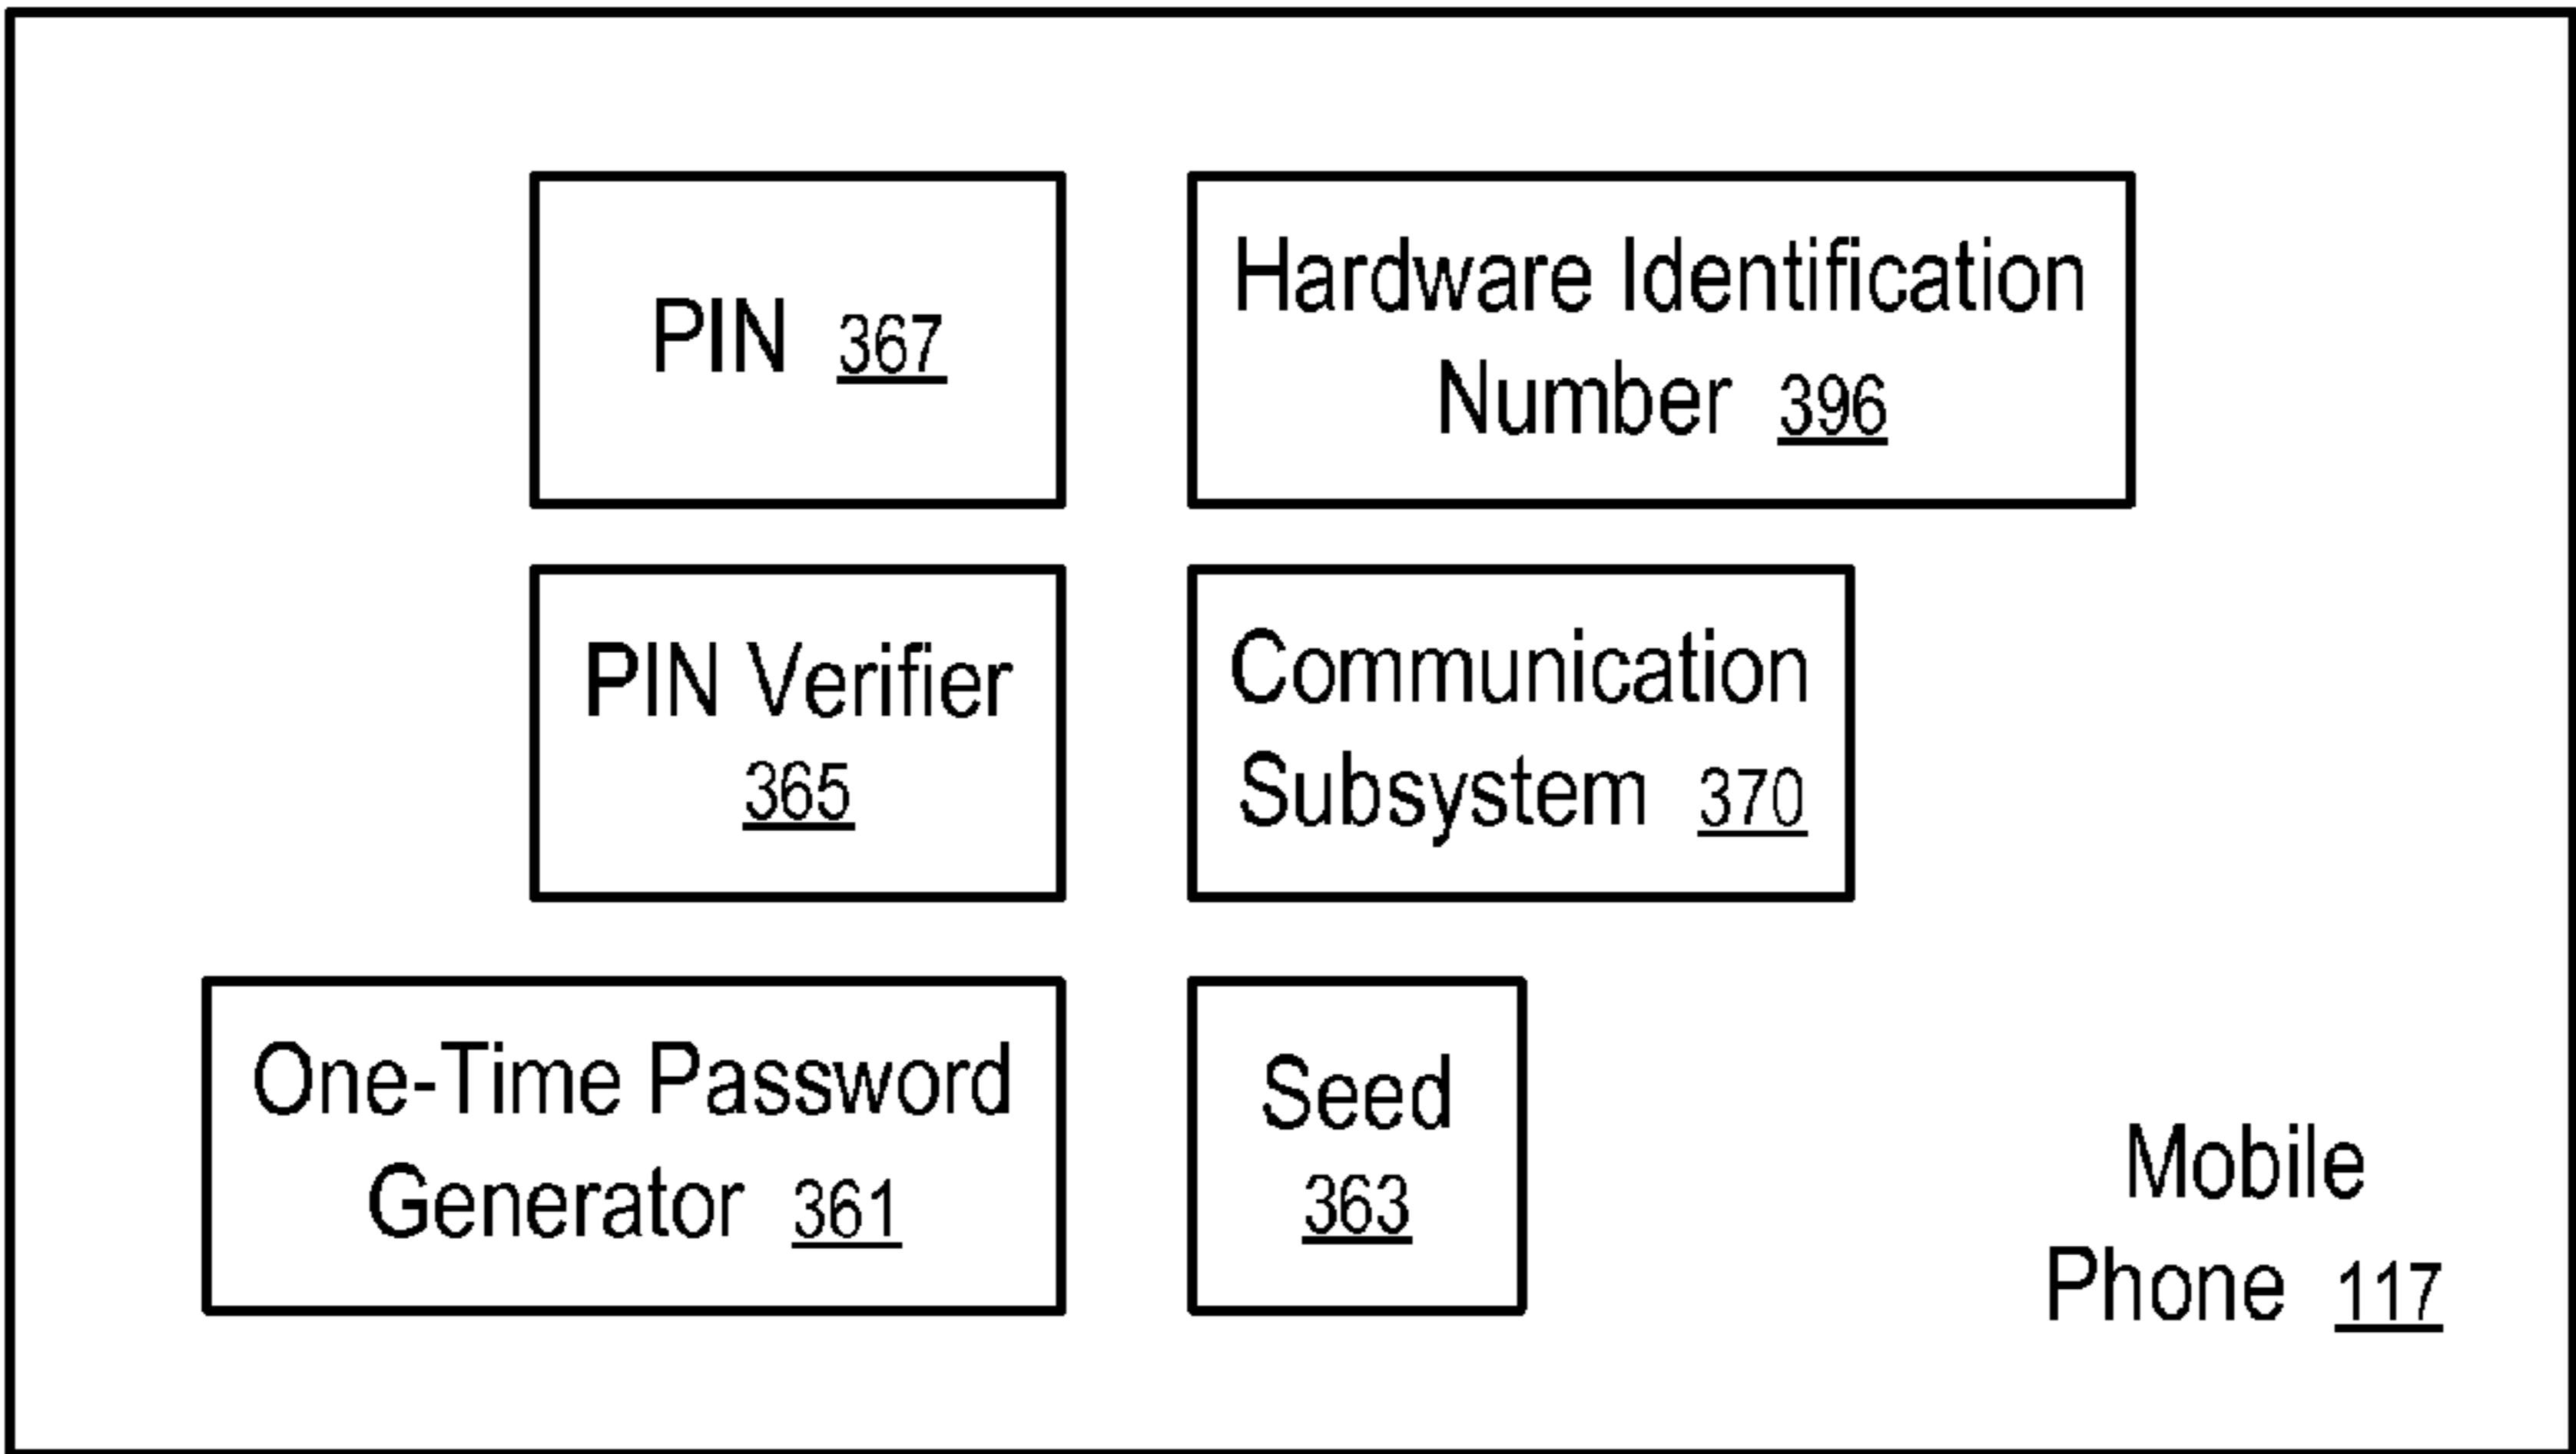 PIN 367
Hardware Identification
Number 396
PIN Verifier
365
Communication
Subsystem 370
One-Time Password
Generator 361
Seed
363
Mobile
Phone 117